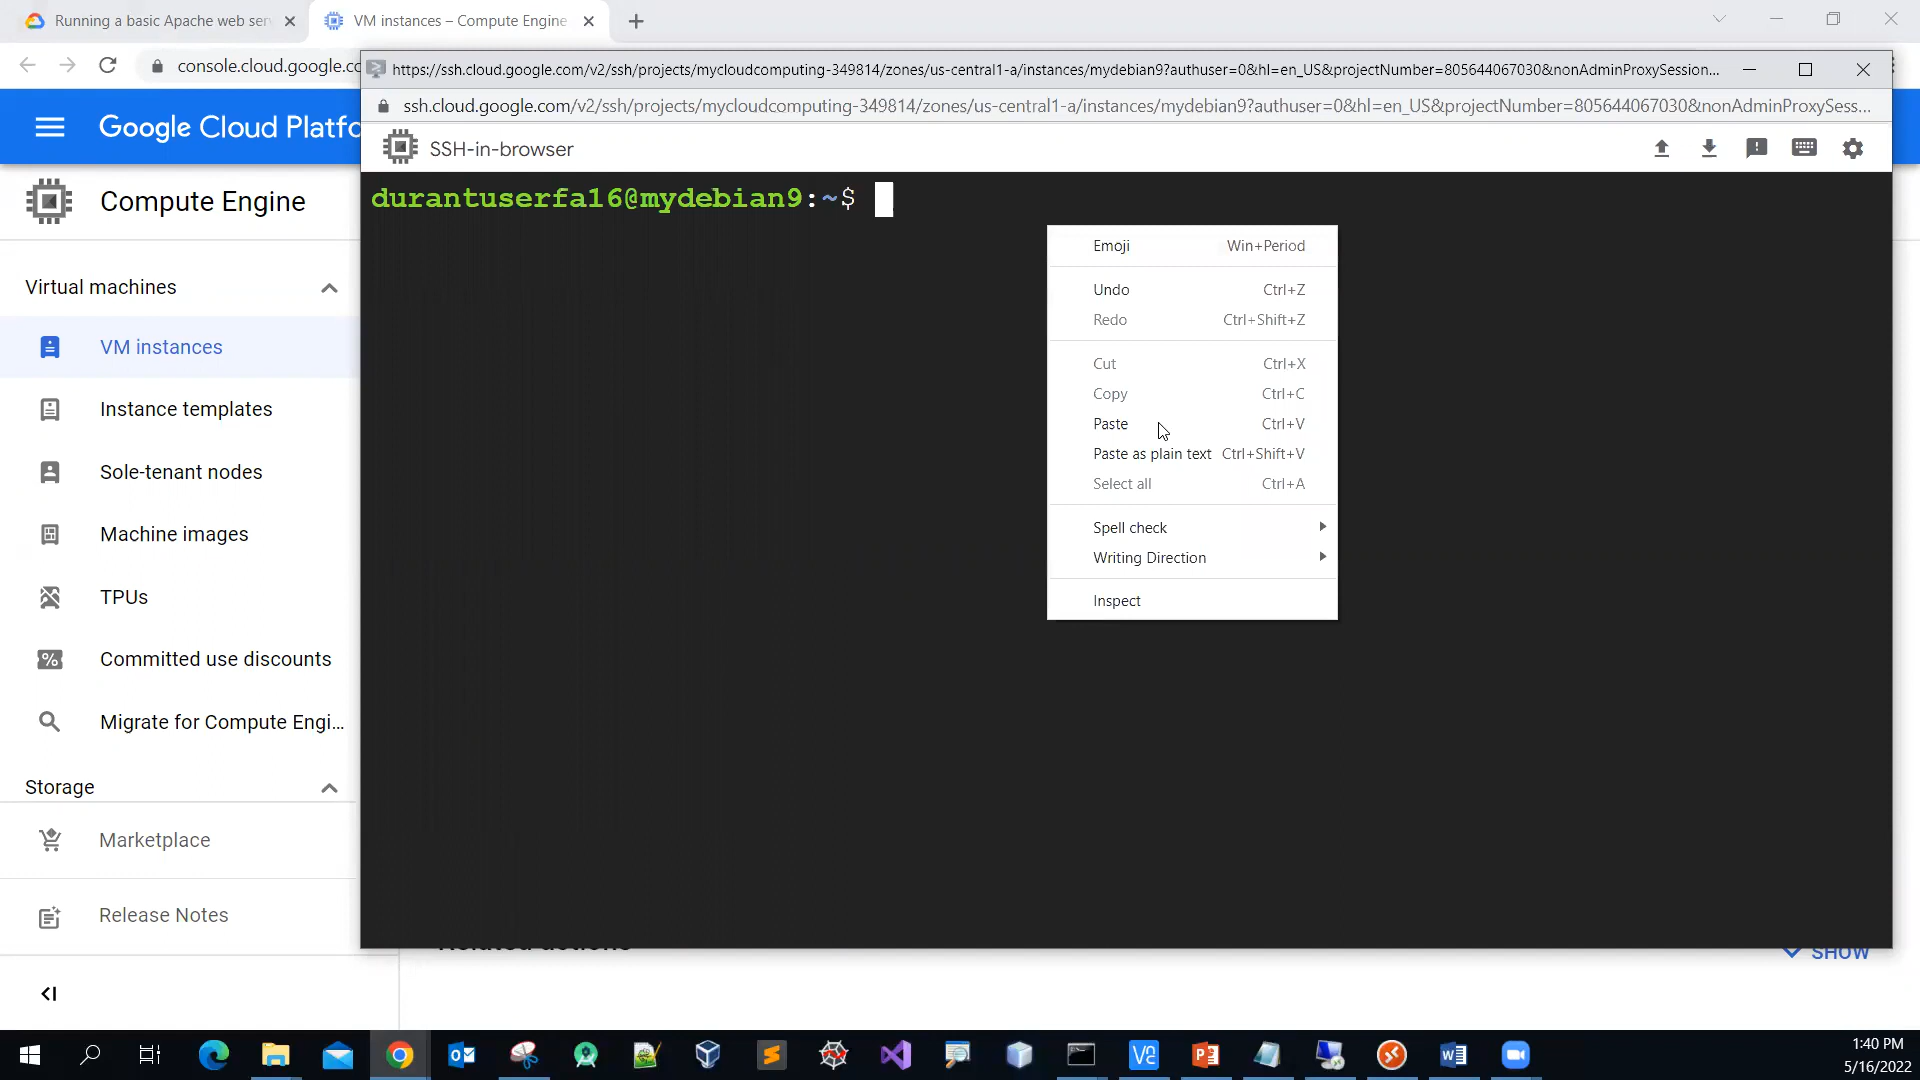 Running a basic Apache web ser
VM instances – Compute Engine
console.cloud.google.co
https://ssh.cloud.google.com/v2/ssh/projects/mycloudcomputing-349814/zones/us-central1-a/instances/mydebian9?authuser=0&hl=en_US&projectNumber=805644067030&nonAdminProxySession...
ssh.cloud.google.com/v2/ssh/projects/mycloudcomputing-349814/zones/us-central1-a/instances/mydebian9?authuser=0&hl=en_US&projectNumber=805644067030&nonAdminProxySess...
Google Cloud Platfo
SSH-in-browser
Compute Engine
durantuserfa16@mydebian9:~$
Virtual machines
VM instances
Instance templates
Sole-tenant nodes
Machine images
TPUs
Committed use discounts
Migrate for Compute Engi...
Storage
Marketplace
Release Notes
Emoji Win+Period
Undo Ctrl+Z
Redo Ctrl+Shift+Z
Cut Ctrl+X
Copy Ctrl+C
Paste Ctrl+V
Paste as plain text Ctrl+Shift+V
Select all Ctrl+A
Spell check
Writing Direction
Inspect
Related actions
SHOW
1:40 PM
5/16/2022